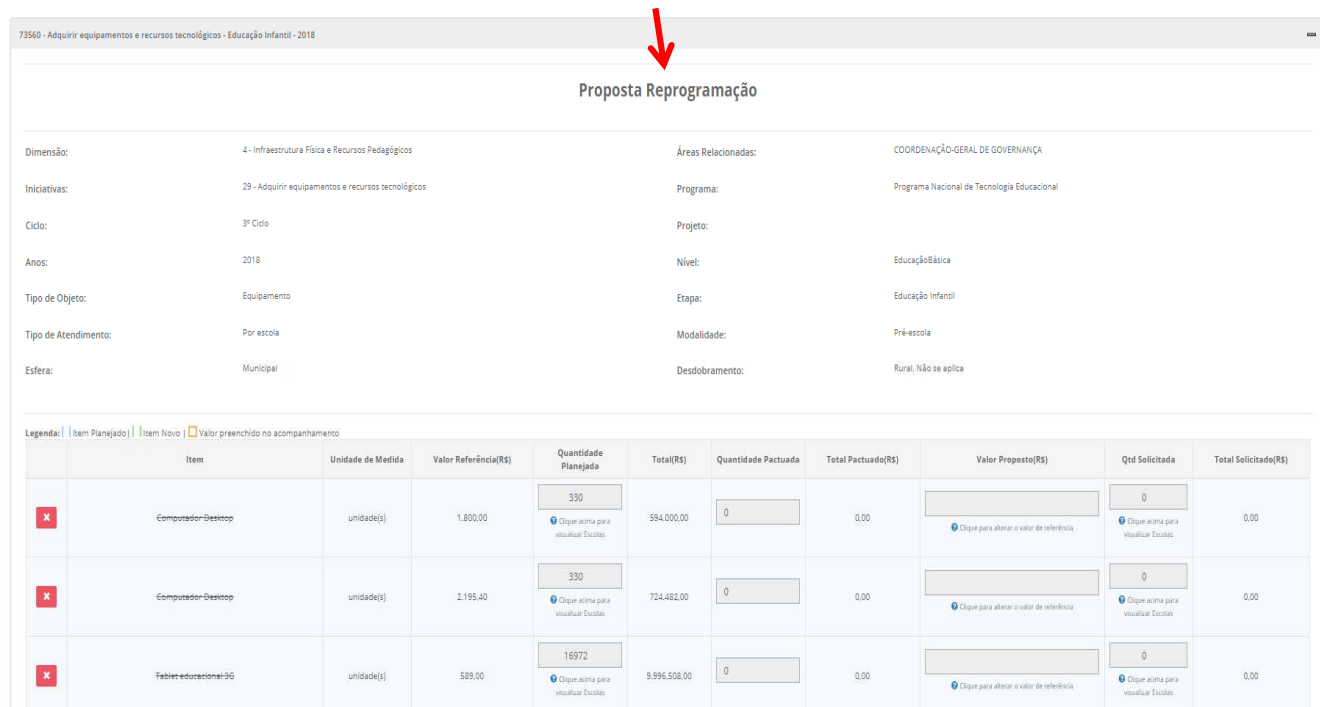 73560 - Adquirir equipamentos e recursos tecnológicos - Educação Infantil - 2018
Proposta Reprogramação
Dimensão: 4 - Infraestrutura Física e Recursos Pedagógicos Áreas Relacionadas: COORDENAÇÃO-GERAL DE GOVERNANÇA
Iniciativas: 29 - Adquirir equipamentos e recursos tecnológicos Programa: Programa Nacional de Tecnologia Educacional
Ciclo: 3º Ciclo Projeto:
Anos: 2018 Nível: EducaçãoBásica
Tipo de Objeto: Equipamento Etapa: Educação Infantil
Tipo de Atendimento: Por escola Modalidade: Pré-escola
Esfera: Municipal Desdobramento: Rural, Não se aplica
Legenda: Item Planejado| Item Novo | Valor preenchido no acompanhamento
Item Unidade de Medida Valor Referência(R$) Quantidade Planejada Total(R$) Quantidade Pactuada Total Pactuado(R$) Valor Proposto(R$) Qtd Solicitada Total Solicitado(R$)
Computador Desktop unidade(s) 1.800,00 330 594.000,00 0 0,00 0 0,00
Clique acima para visualizar Escolas Clique para alterar o valor de referência Clique acima para visualizar Escolas
Computador Desktop unidade(s) 2.195,40 330 724.482,00 0 0,00 0 0,00
Clique acima para visualizar Escolas Clique para alterar o valor de referência Clique acima para visualizar Escolas
Tablet educacional 3G unidade(s) 589,00 16972 9.996.508,00 0 0,00 0 0,00
Clique acima para visualizar Escolas Clique para alterar o valor de referência Clique acima para visualizar Escolas